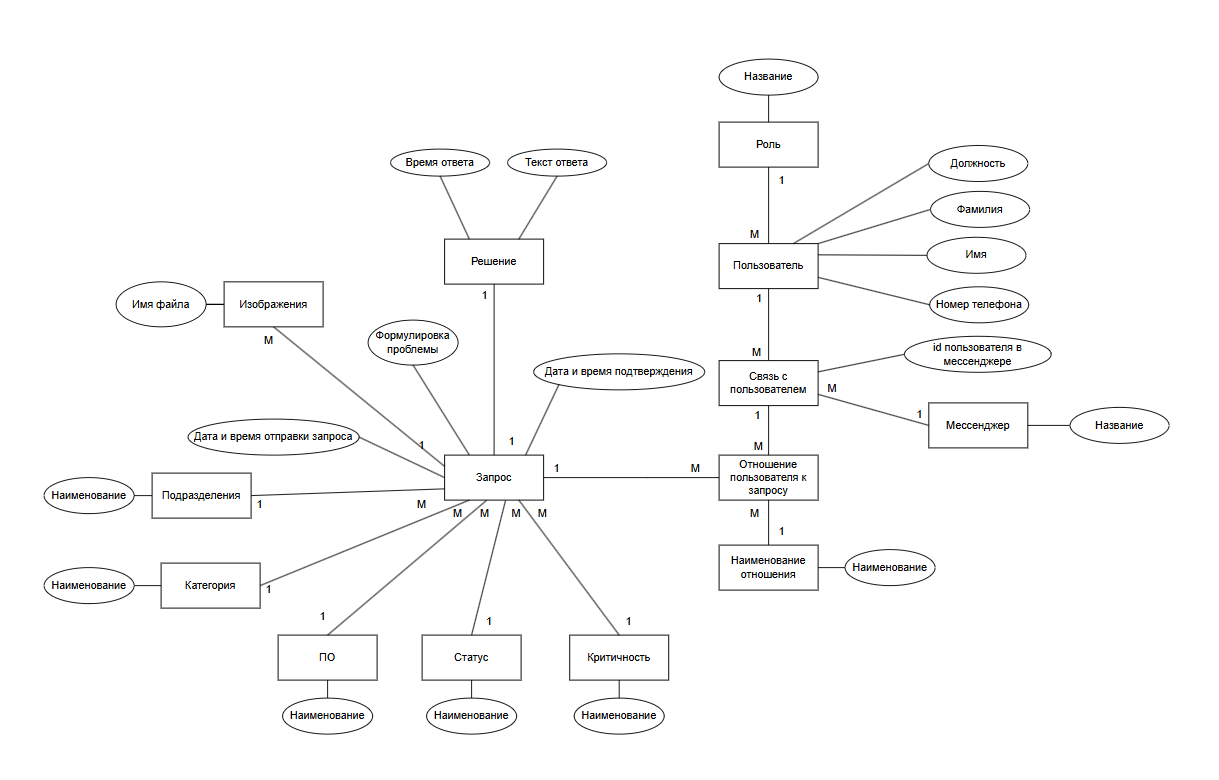 Название
Роль
1
Должность
Время ответа
Текст ответа
Фамилия
М
Решение
Пользователь
Имя
1
1
Имя файла
Изображения
Номер телефона
М
Формулировка
проблемы
М
id пользователя в
мессенджере
Дата и время подтверждения
Связь с
пользователем
М
1
1
Мессенджер
Название
Дата и время отправки запроса
1
1
М
Запрос
1
М
Отношение
пользователя к
запросу
Наименование
Подразделения
1
М
М
М
М
М
М
1
Наименование
отношения
Наименование
Наименование
Категория
1
1
1
1
ПО
Статус
Критичность
Наименование
Наименование
Наименование